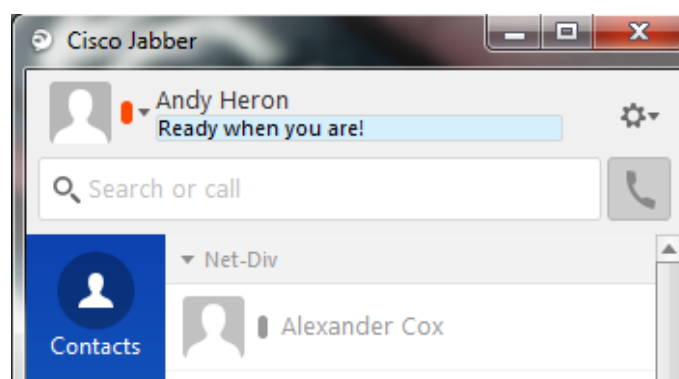 Cisco Jabber
Andy Heron
Ready when you are!
Search or call
Net-Div
Contacts
Alexander Cox